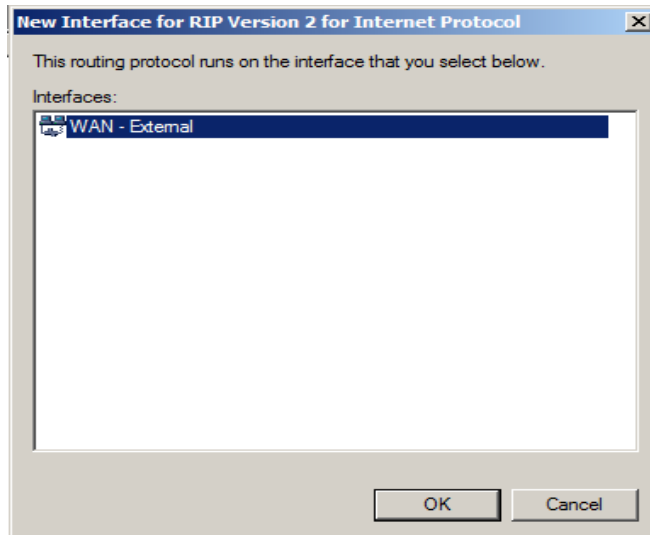 New Interface for RIP Version 2 for Internet Protocol
This routing protocol runs on the interface that you select below.
Interfaces:
WAN - External
OK Cancel